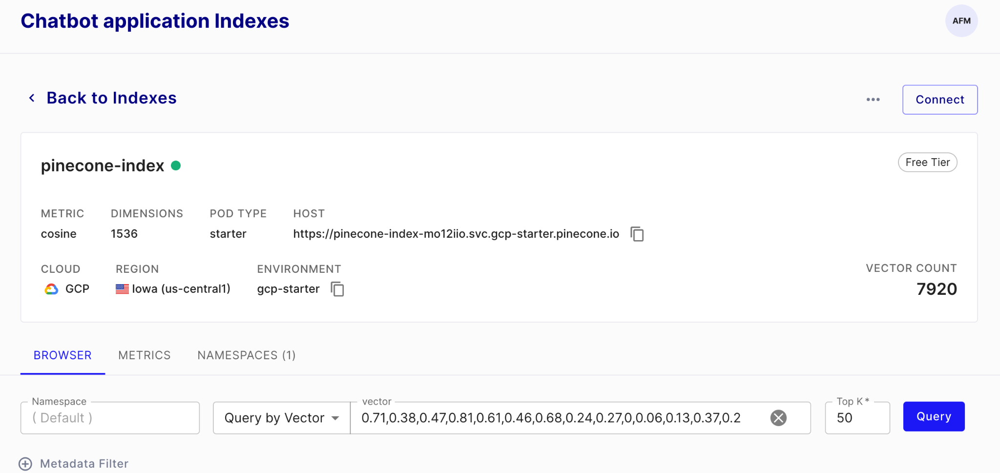 Chatbot application Indexes
AFM
Back to Indexes
Connect
pinecone-index
Free Tier
METRIC DIMENSIONS POD TYPE HOST
cosine 1536 starter https://pinecone-index-mo12iio.svc.gcp-starter.pinecone.io
CLOUD REGION ENVIRONMENT VECTOR COUNT
GCP Iowa (us-central1) gcp-starter 7920
BROWSER METRICS NAMESPACES (1)
Namespace vector Top K *
( Default ) Query by Vector 0.71,0.38,0.47,0.81,0.61,0.46,0.68,0.24,0.27,0,0.06,0.13,0.37,0.2 50 Query
Metadata Filter